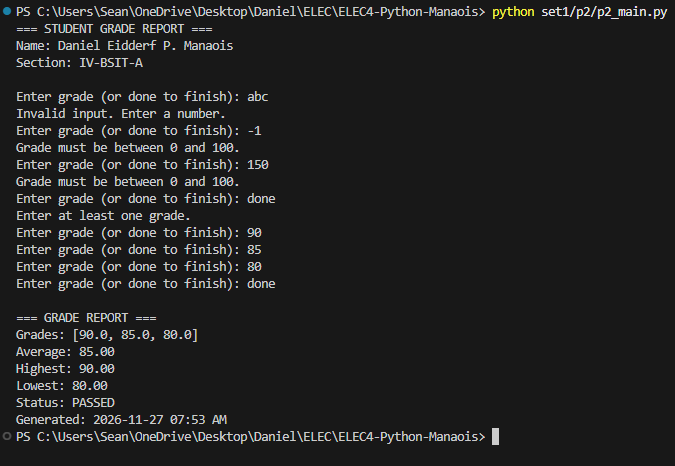 PS C:\Users\Sean\OneDrive\Desktop\Daniel\ELEC\ELEC4-Python-Manaois> python set1/p2/p2_main.py
=== STUDENT GRADE REPORT ===
Name: Daniel Eidderf P. Manaois
Section: IV-BSIT-A
Enter grade (or done to finish): abc
Invalid input. Enter a number.
Enter grade (or done to finish): -1
Grade must be between 0 and 100.
Enter grade (or done to finish): 150
Grade must be between 0 and 100.
Enter grade (or done to finish): done
Enter at least one grade.
Enter grade (or done to finish): 90
Enter grade (or done to finish): 85
Enter grade (or done to finish): 80
Enter grade (or done to finish): done
=== GRADE REPORT ===
Grades: [90.0, 85.0, 80.0]
Average: 85.00
Highest: 90.00
Lowest: 80.00
Status: PASSED
Generated: 2026-11-27 07:53 AM
PS C:\Users\Sean\OneDrive\Desktop\Daniel\ELEC\ELEC4-Python-Manaois>